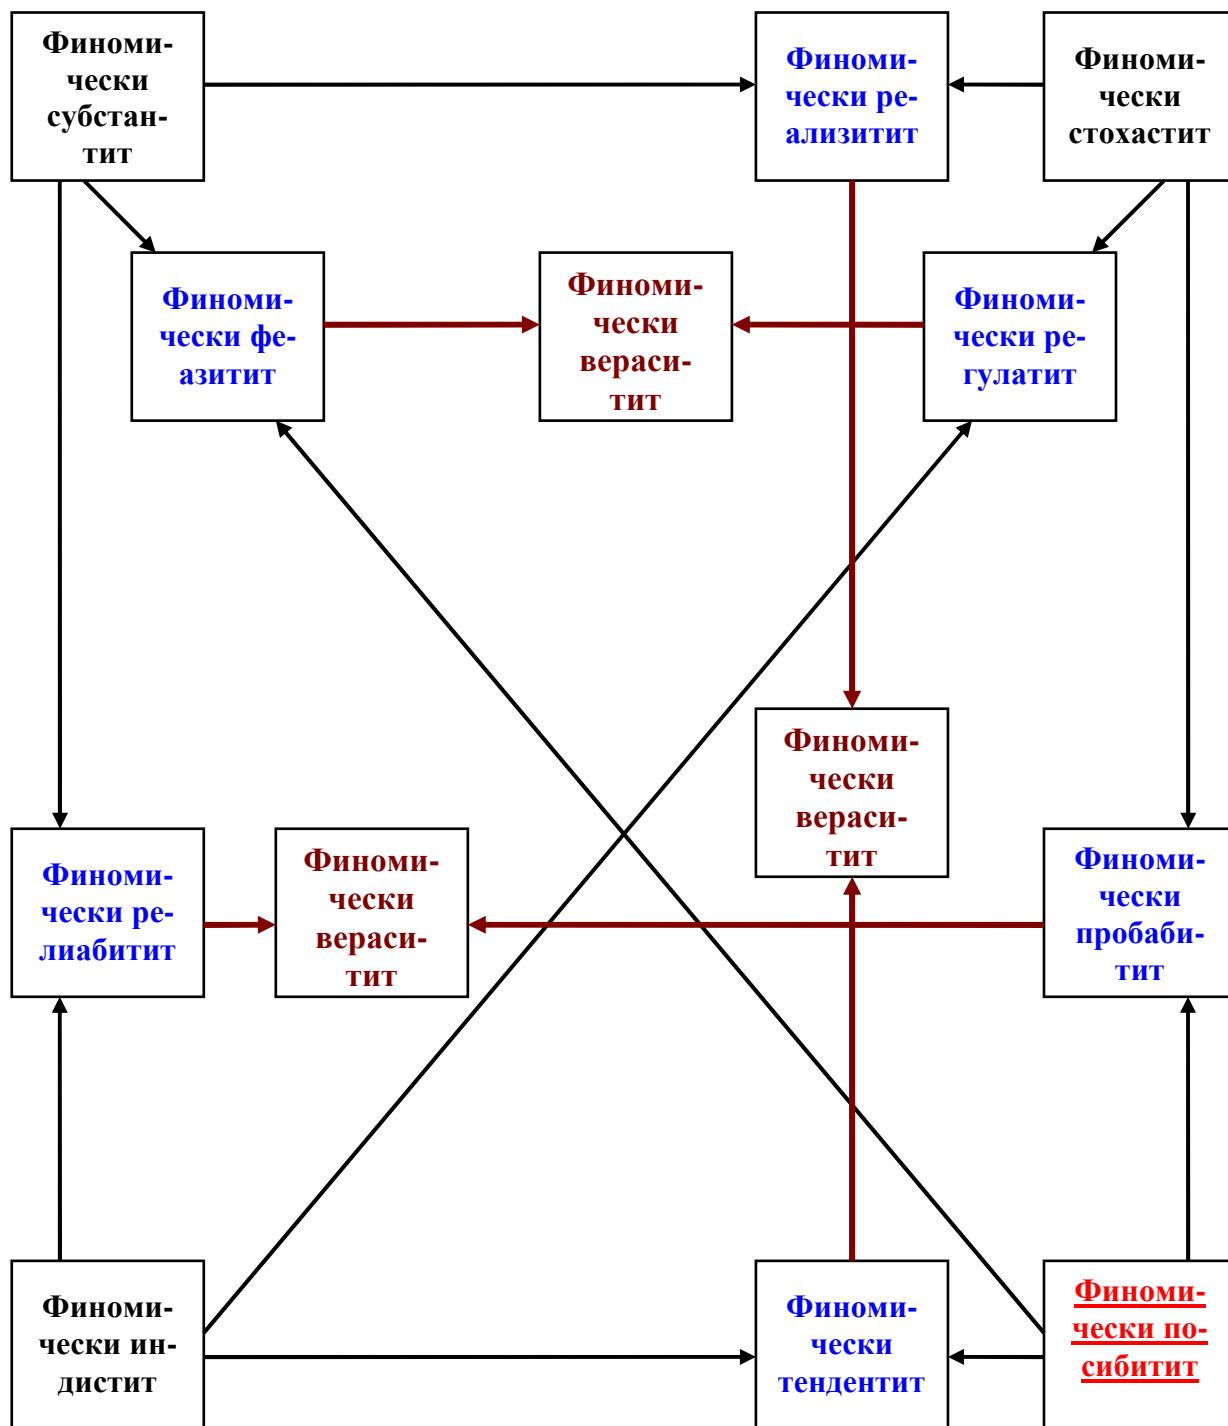 Финоми-
чески
субстан-
тит
Финоми-
чески ре-
ализитит
Финоми-
чески
стохастит
Финоми-
чески фе-
азитит
Финоми-
чески
вераси-
тит
Финоми-
чески ре-
гулатит
Финоми-
чески
вераси-
тит
Финоми-
чески ре-
лиабитит
Финоми-
чески
вераси-
тит
Финоми-
чески
пробаби-
тит
Финоми-
чески ин-
дистит
Финоми-
чески
тендентит
Финоми-
чески по-
сибитит